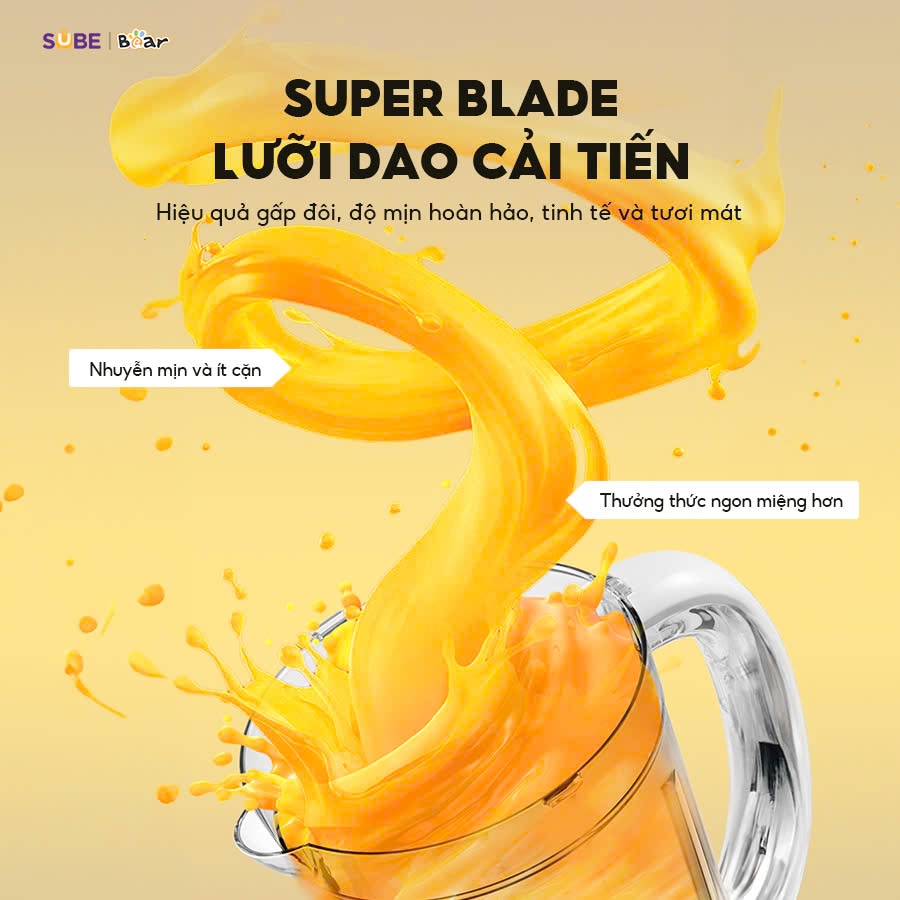 SUBE | Bear
SUPER BLADE
LƯỠI DAO CẢI TIẾN
Hiệu quả gấp đôi, độ mịn hoàn hảo, tinh tế và tươi mát
Nhuyễn mịn và ít cặn
Thưởng thức ngon miệng hơn